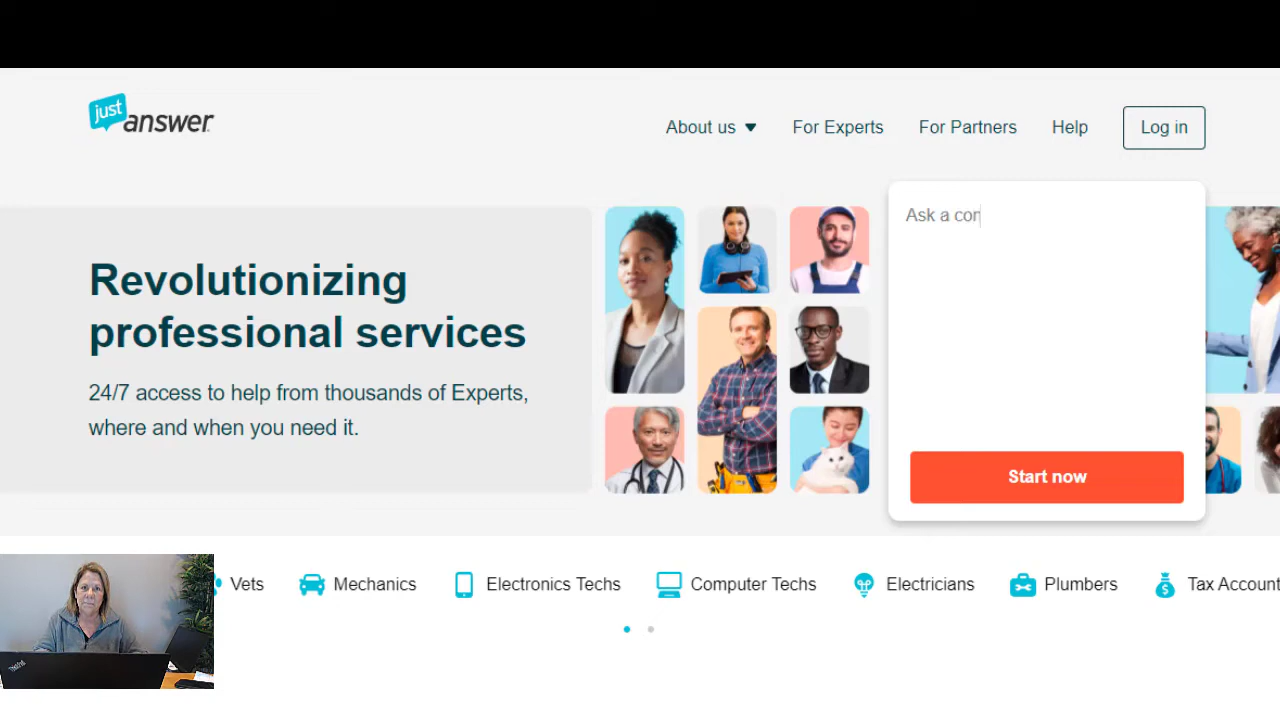 just
answer
About us
For Experts
For Partners
Help
Log in
Ask a con
Revolutionizing
professional services
24/7 access to help from thousands of Experts,
where and when you need it.
Start now
Vets
Mechanics
Electronics Techs
Computer Techs
Electricians
Plumbers
Tax Account
ThinkPad